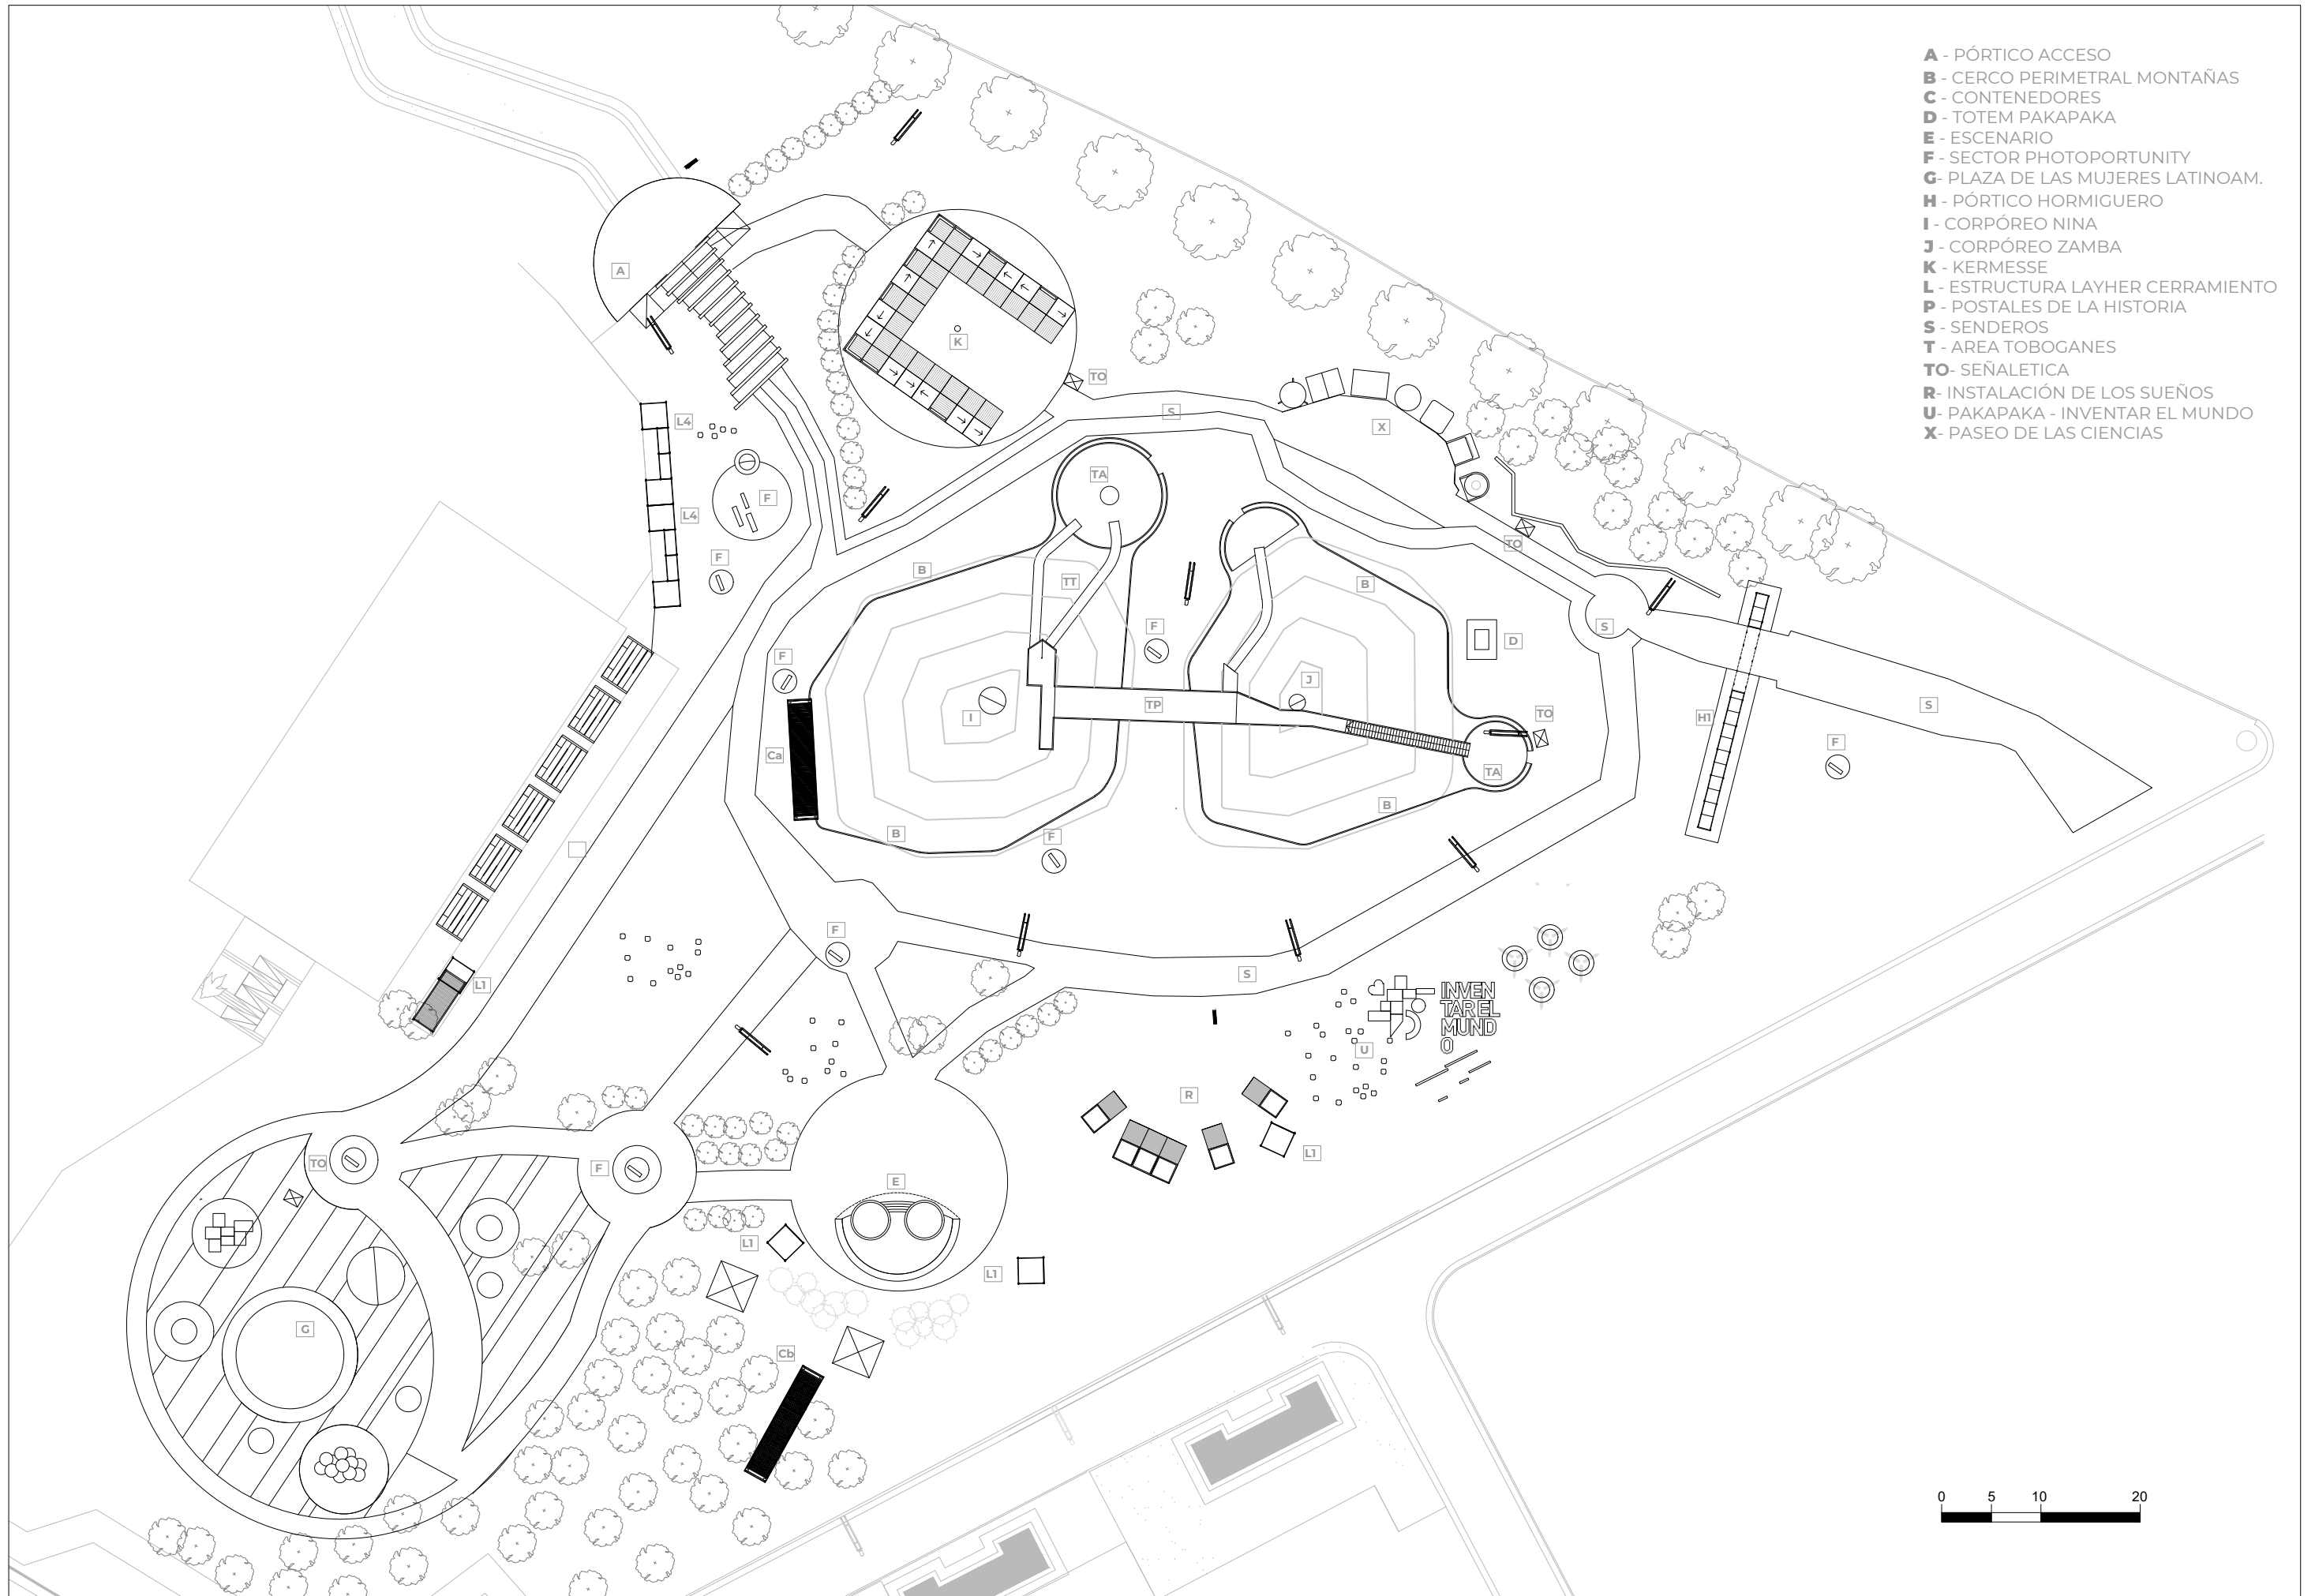 A - PÓRTICO ACCESO
B - CERCO PERIMETRAL MONTAÑAS
C - CONTENEDORES
D - TOTEM PAKAPAKA
E - ESCENARIO
F - SECTOR PHOTOPORTUNITY
G- PLAZA DE LAS MUJERES LATINOAM.
H - PÓRTICO HORMIGUERO
I - CORPÓREO NINA
J - CORPÓREO ZAMBA
K - KERMESSE
L - ESTRUCTURA LAYHER CERRAMIENTO
P - POSTALES DE LA HISTORIA
S - SENDEROS
T - AREA TOBOGANES
TO- SEÑALETICA
R- INSTALACIÓN DE LOS SUEÑOS
U- PAKAPAKA - INVENTAR EL MUNDO
X- PASEO DE LAS CIENCIAS
A
K
TO
S
L4
X
TA
F
L4
TO
F
B
TT
B
F
S
D
F
J
I
TP
H1
S
TO
F
Ca
TA
B
B
F
F
S
L1
INVEN
TAR EL
MUND
O
U
R
L1
TO
F
E
L1
L1
G
Cb
0 5 10 20